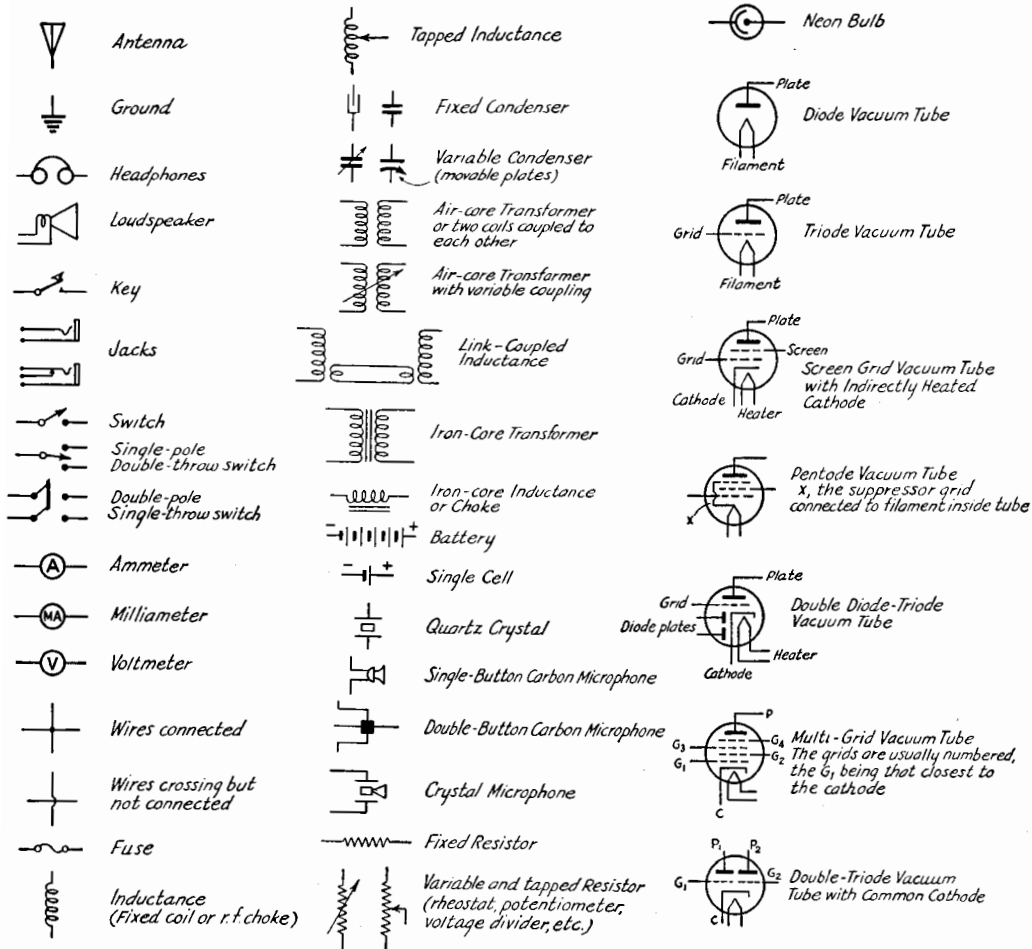 Antenna
Ground
Headphones
Loudspeaker
Key
Jacks
Switch
Single-pole
Double-throw switch
Double-pole
Single-throw switch
A
Ammeter
MA
Milliameter
V
Voltmeter
Wires connected
Wires crossing but
not connected
Fuse
Inductance
(Fixed coil or r.f. choke)
Tapped Inductance
Fixed Condenser
Variable Condenser
(movable plates)
Air-core Transformer
or two coils coupled to
each other
Air-core Transformer
with variable coupling
Link-Coupled
Inductance
Iron-Core Transformer
Iron-core Inductance
or Choke
- +
Battery
- +
Single Cell
Quartz Crystal
Single-Button Carbon Microphone
Double-Button Carbon Microphone
Crystal Microphone
Fixed Resistor
Variable and tapped Resistor
(rheostat, potentiometer,
voltage divider, etc.)
Neon Bulb
Plate
Diode Vacuum Tube
Filament
Plate
Grid
Triode Vacuum Tube
Filament
Plate
Screen
Grid
Screen Grid Vacuum Tube
with Indirectly Heated
Cathode
Cathode
Heater
Pentode Vacuum Tube
X, the suppressor grid
connected to filament inside tube
X
Plate
Grid
Double Diode-Triode
Vacuum Tube
Diode plates
Heater
Cathode
P
G4
Multi-Grid Vacuum Tube
G3
G2
The grids are usually numbered,
G1
the G1 being that closest to
the cathode
C
P1 P2
G1
G2
Double-Triode Vacuum
Tube with Common Cathode
C